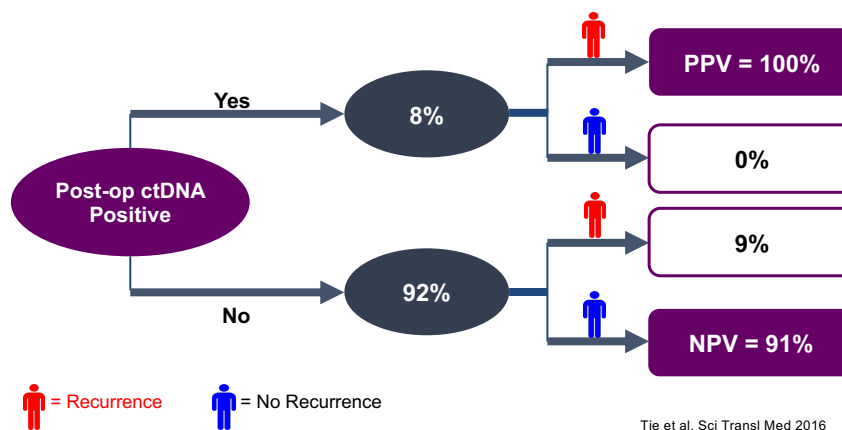 Post-op ctDNA
Positive
Yes
No
8%
92%
PPV = 100%
0%
9%
NPV = 91%
= Recurrence
= No Recurrence
Tie et al. Sci Transl Med 2016